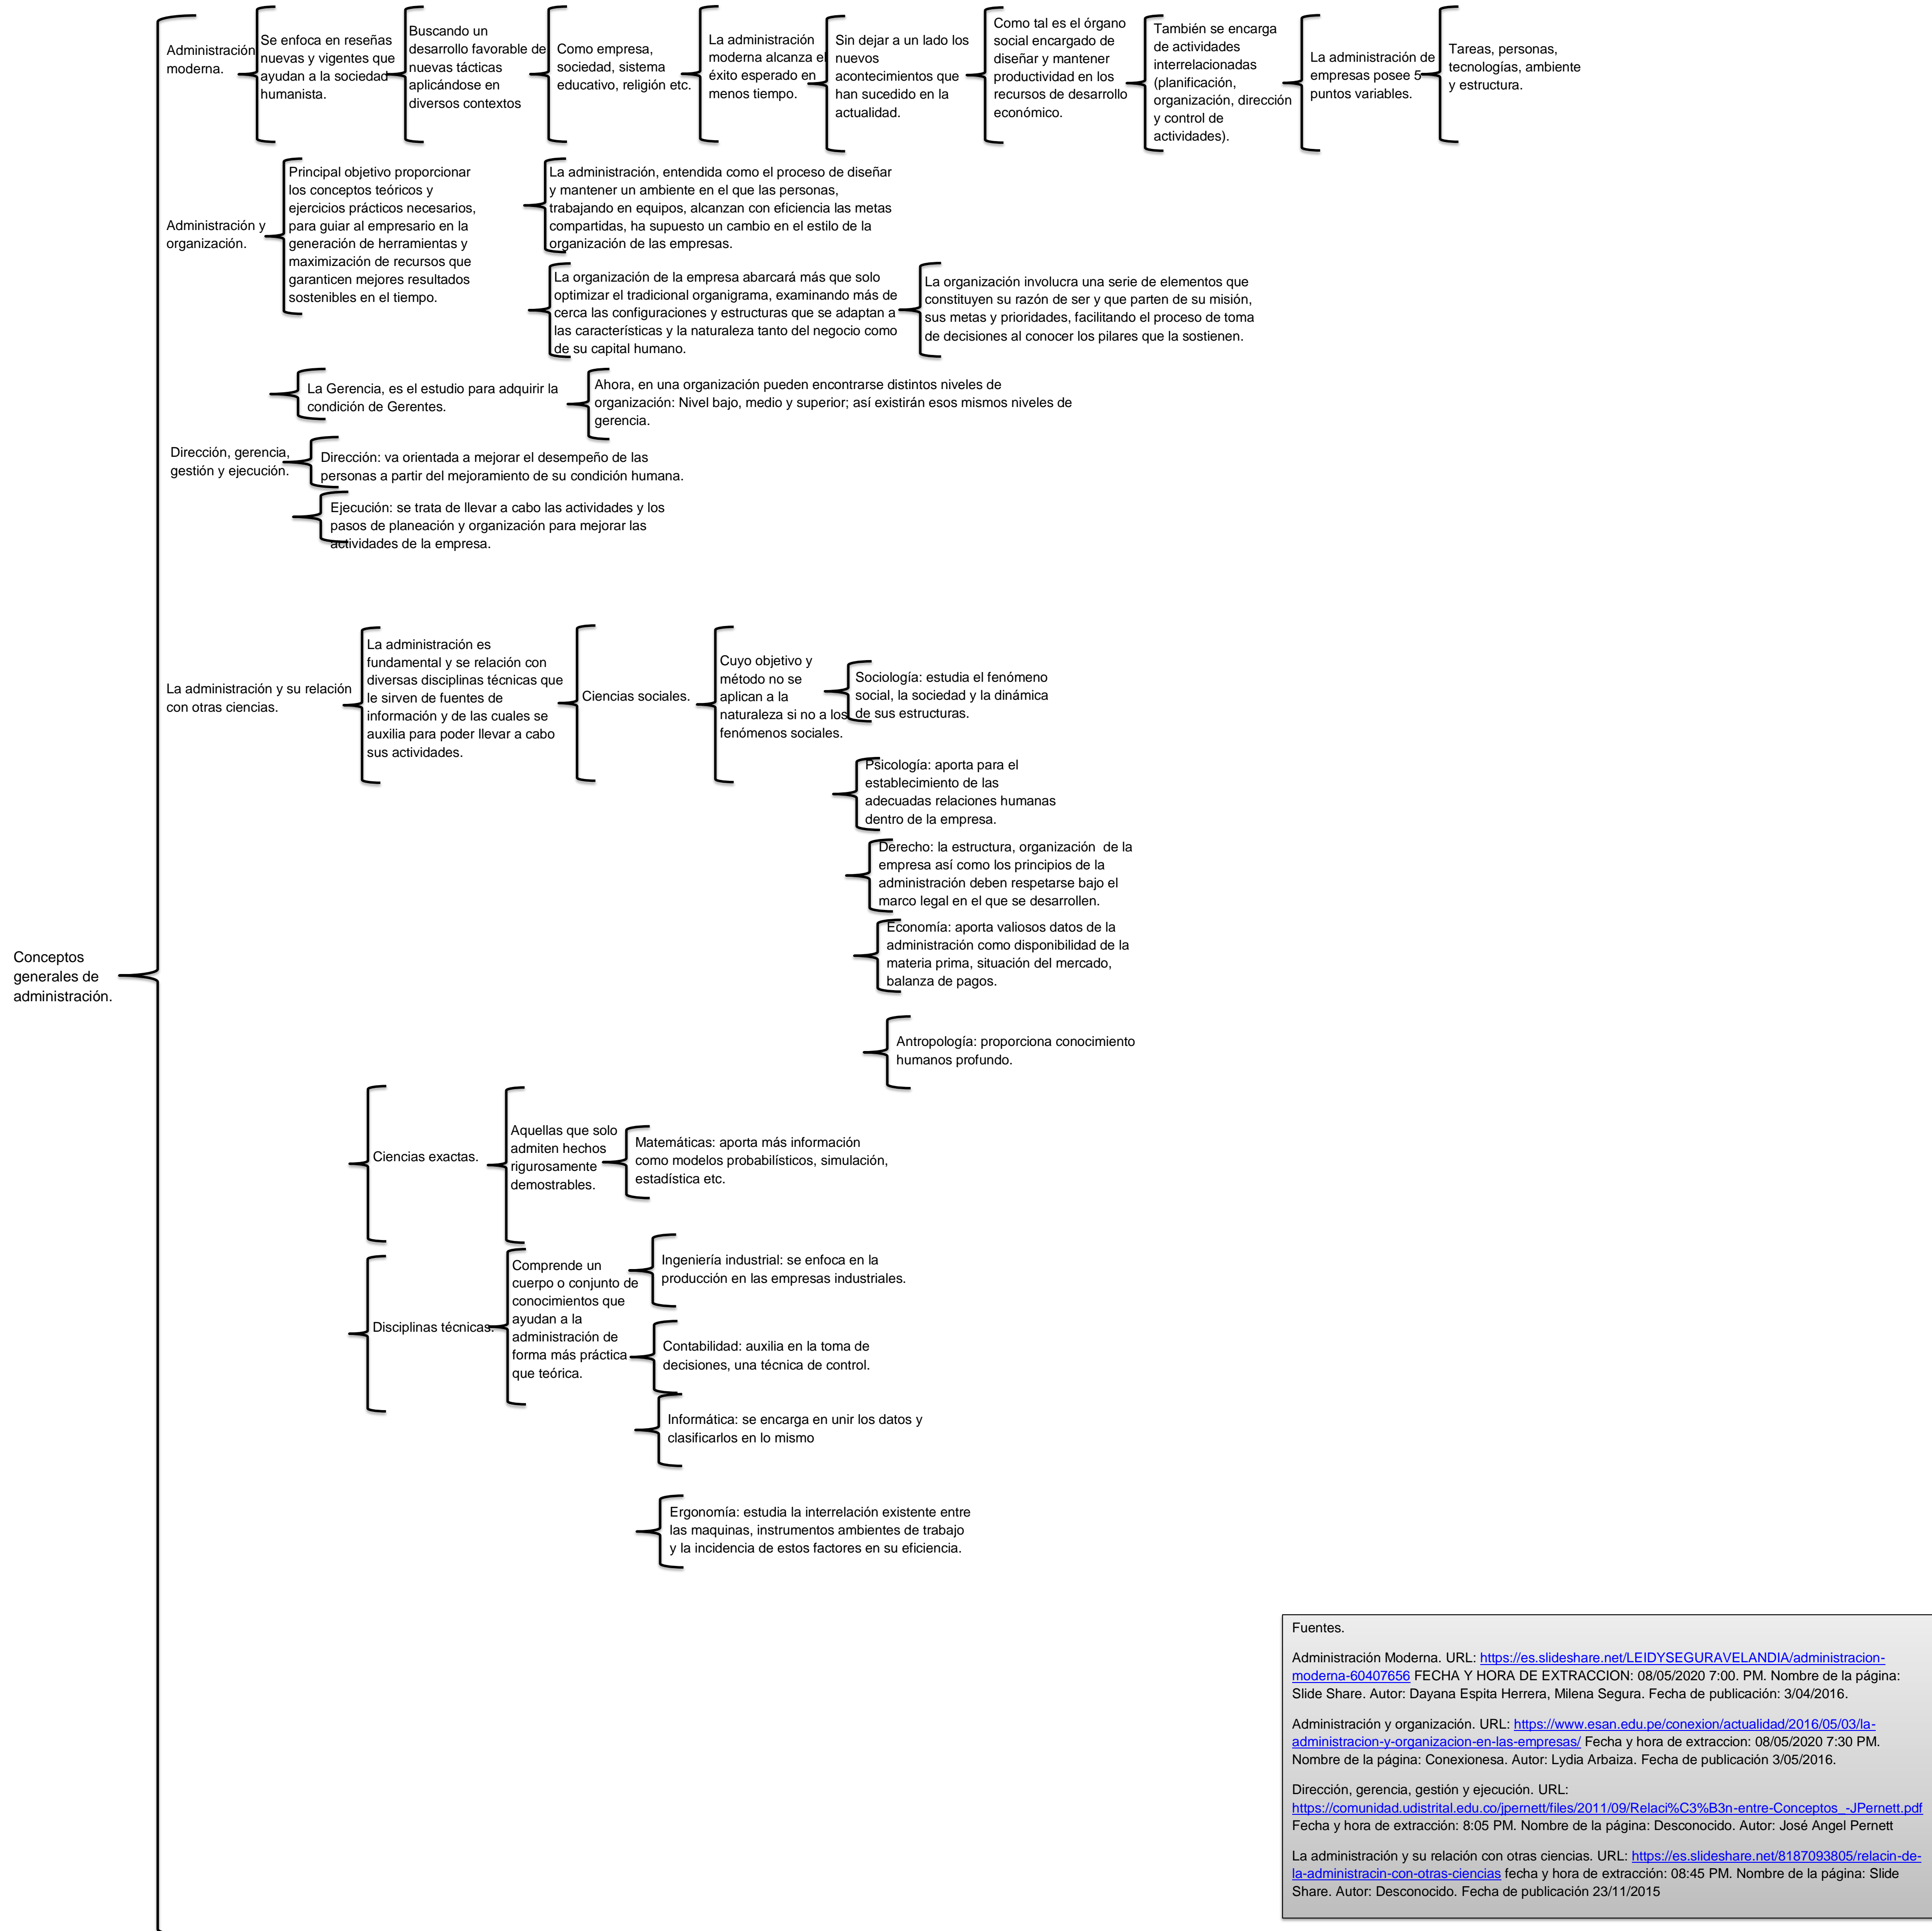 Administración
moderna.
Se enfoca en reseñas
nuevas y vigentes que
ayudan a la sociedad
humanista.
Buscando un
desarrollo favorable de
nuevas tácticas
aplicándose en
diversos contextos
Como empresa,
sociedad, sistema
educativo, religión etc.
La administración
moderna alcanza el
éxito esperado en
menos tiempo.
Sin dejar a un lado los
nuevos
acontecimientos que
han sucedido en la
actualidad.
Como tal es el órgano
social encargado de
diseñar y mantener
productividad en los
recursos de desarrollo
económico.
También se encarga
de actividades
interrelacionadas
(planificación,
organización, dirección
y control de
actividades).
La administración de
empresas posee 5
puntos variables.
Tareas, personas,
tecnologías, ambiente
y estructura.
Administración y
organización.
Principal objetivo proporcionar
los conceptos teóricos y
ejercicios prácticos necesarios,
para guiar al empresario en la
generación de herramientas y
maximización de recursos que
garanticen mejores resultados
sostenibles en el tiempo.
La administración, entendida como el proceso de diseñar
y mantener un ambiente en el que las personas,
trabajando en equipos, alcanzan con eficiencia las metas
compartidas, ha supuesto un cambio en el estilo de la
organización de las empresas.
La organización de la empresa abarcará más que solo
optimizar el tradicional organigrama, examinando más de
cerca las configuraciones y estructuras que se adaptan a
las características y la naturaleza tanto del negocio como
de su capital humano.
La organización involucra una serie de elementos que
constituyen su razón de ser y que parten de su misión,
sus metas y prioridades, facilitando el proceso de toma
de decisiones al conocer los pilares que la sostienen.
La Gerencia, es el estudio para adquirir la
condición de Gerentes.
Ahora, en una organización pueden encontrarse distintos niveles de
organización: Nivel bajo, medio y superior; así existirán esos mismos niveles de
gerencia.
Dirección, gerencia,
gestión y ejecución.
Dirección: va orientada a mejorar el desempeño de las
personas a partir del mejoramiento de su condición humana.
Ejecución: se trata de llevar a cabo las actividades y los
pasos de planeación y organización para mejorar las
actividades de la empresa.
La administración y su relación
con otras ciencias.
La administración es
fundamental y se relación con
diversas disciplinas técnicas que
le sirven de fuentes de
información y de las cuales se
auxilia para poder llevar a cabo
sus actividades.
Ciencias sociales.
Cuyo objetivo y
método no se
aplican a la
naturaleza si no a los
fenómenos sociales.
Sociología: estudia el fenómeno
social, la sociedad y la dinámica
de sus estructuras.
Psicología: aporta para el
establecimiento de las
adecuadas relaciones humanas
dentro de la empresa.
Derecho: la estructura, organización  de la
empresa así como los principios de la
administración deben respetarse bajo el
marco legal en el que se desarrollen.
Economía: aporta valiosos datos de la
administración como disponibilidad de la
materia prima, situación del mercado,
balanza de pagos.
Conceptos
generales de
administración.
Antropología: proporciona conocimiento
humanos profundo.
Ciencias exactas.
Aquellas que solo
admiten hechos
rigurosamente
demostrables.
Matemáticas: aporta más información
como modelos probabilísticos, simulación,
estadística etc.
Disciplinas técnicas.
Comprende un
cuerpo o conjunto de
conocimientos que
ayudan a la
administración de
forma más práctica
que teórica.
Ingeniería industrial: se enfoca en la
producción en las empresas industriales.
Contabilidad: auxilia en la toma de
decisiones, una técnica de control.
Informática: se encarga en unir los datos y
clasificarlos en lo mismo
Ergonomía: estudia la interrelación existente entre
las maquinas, instrumentos ambientes de trabajo
y la incidencia de estos factores en su eficiencia.
Fuentes.
Administración Moderna. URL: https://es.slideshare.net/LEIDYSEGURAVELANDIA/administracion-
moderna-60407656 FECHA Y HORA DE EXTRACCION: 08/05/2020 7:00. PM. Nombre de la página:
Slide Share. Autor: Dayana Espita Herrera, Milena Segura. Fecha de publicación: 3/04/2016.
Administración y organización. URL: https://www.esan.edu.pe/conexion/actualidad/2016/05/03/la-
administracion-y-organizacion-en-las-empresas/ Fecha y hora de extraccion: 08/05/2020 7:30 PM.
Nombre de la página: Conexionesa. Autor: Lydia Arbaiza. Fecha de publicación 3/05/2016.
Dirección, gerencia, gestión y ejecución. URL:
https://comunidad.udistrital.edu.co/jpernett/files/2011/09/Relaci%C3%B3n-entre-Conceptos_-JPernett.pdf
Fecha y hora de extracción: 8:05 PM. Nombre de la página: Desconocido. Autor: José Angel Pernett
La administración y su relación con otras ciencias. URL: https://es.slideshare.net/8187093805/relacin-de-
la-administracin-con-otras-ciencias fecha y hora de extracción: 08:45 PM. Nombre de la página: Slide
Share. Autor: Desconocido. Fecha de publicación 23/11/2015